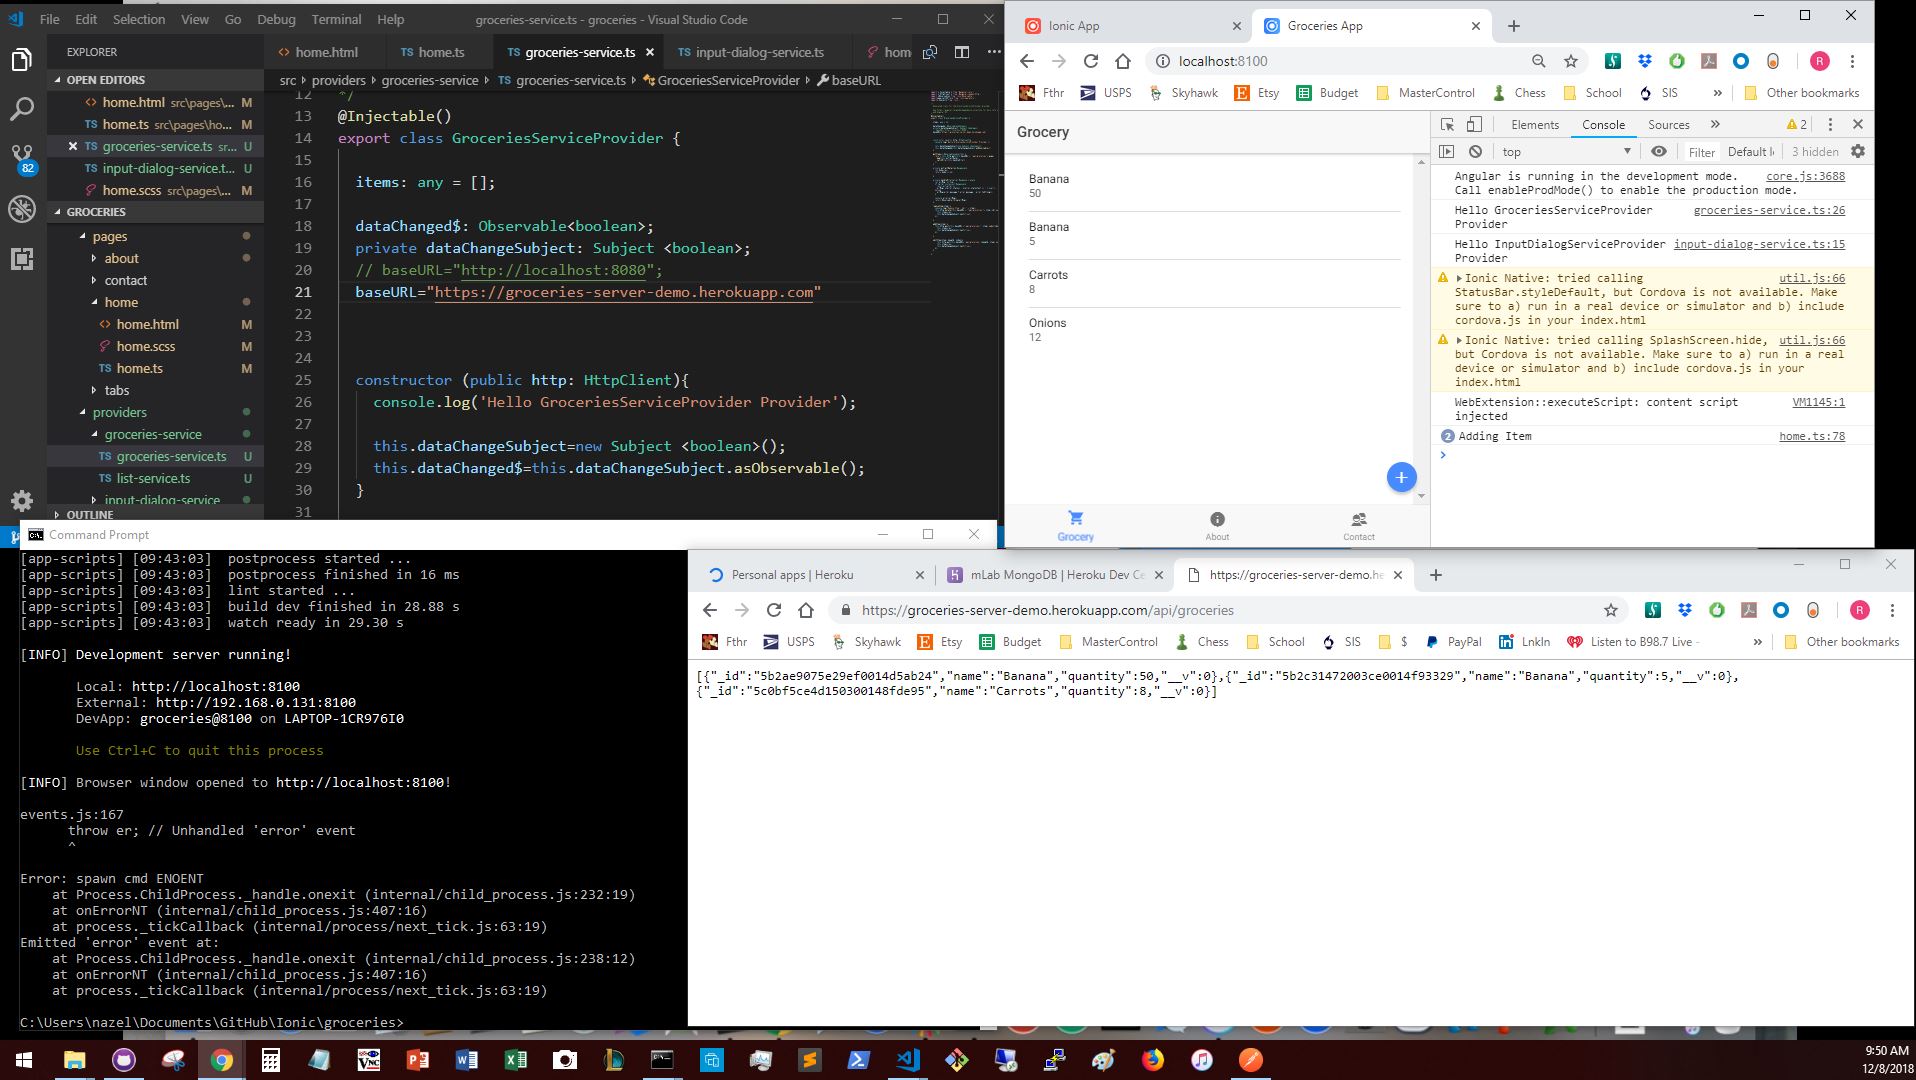 File Edit Selection View Go Debug Terminal Help
groceries-service.ts - groceries - Visual Studio Code
EXPLORER
OPEN EDITORS
home.html src\pages\... M
home.ts src\pages\ho... M
groceries-service.ts sr... U
input-dialog-service.t... U
home.scss src\pages\... M
82
GROCERIES
pages
about
contact
home
home.html M
home.scss M
home.ts M
tabs
providers
groceries-service
groceries-service.ts U
list-service.ts U
input-dialog-service
OUTLINE
home.html
home.ts
groceries-service.ts
input-dialog-service.ts
hom
src › providers › groceries-service › TS groceries-service.ts › GroceriesServiceProvider › baseURL
12 */
13 @Injectable()
14 export class GroceriesServiceProvider {
15
16 items: any = [];
17
18 dataChanged$: Observable<boolean>;
19 private dataChangeSubject: Subject <boolean>;
20 // baseURL="http://localhost:8080";
21 baseURL="https://groceries-server-demo.herokuapp.com"
22
23
24
25 constructor (public http: HttpClient){
26 console.log('Hello GroceriesServiceProvider Provider');
27
28 this.dataChangeSubject=new Subject <boolean>();
29 this.dataChanged$=this.dataChangeSubject.asObservable();
30 }
31
Ionic App
Groceries App
localhost:8100
R
Fthr USPS Skyhawk Etsy Budget MasterControl Chess School SIS » Other bookmarks
Grocery
Banana
50
Banana
5
Carrots
8
Onions
12
Grocery
About
Contact
Elements Console Sources » 2
top Filter Default l 3 hidden
Angular is running in the development mode. core.js:3688
Call enableProdMode() to enable the production mode.
Hello GroceriesServiceProvider groceries-service.ts:26
Provider
Hello InputDialogServiceProvider input-dialog-service.ts:15
Provider
Ionic Native: tried calling util.js:66
StatusBar.styleDefault, but Cordova is not available. Make
sure to a) run in a real device or simulator and b) include
cordova.js in your index.html
Ionic Native: tried calling SplashScreen.hide, util.js:66
but Cordova is not available. Make sure to a) run in a real
device or simulator and b) include cordova.js in your
index.html
WebExtension::executeScript: content script VM1145:1
injected
2 Adding Item home.ts:78
Command Prompt
[app-scripts] [09:43:03] postprocess started ...
[app-scripts] [09:43:03] postprocess finished in 16 ms
[app-scripts] [09:43:03] lint started ...
[app-scripts] [09:43:03] build dev finished in 28.88 s
[app-scripts] [09:43:03] watch ready in 29.30 s
[INFO] Development server running!
Local: http://localhost:8100
External: http://192.168.0.131:8100
DevApp: groceries@8100 on LAPTOP-1CR976I0
Use Ctrl+C to quit this process
[INFO] Browser window opened to http://localhost:8100!
events.js:167
throw er; // Unhandled 'error' event
^
Error: spawn cmd ENOENT
at Process.ChildProcess._handle.onexit (internal/child_process.js:232:19)
at onErrorNT (internal/child_process.js:407:16)
at process._tickCallback (internal/process/next_tick.js:63:19)
Emitted 'error' event at:
at Process.ChildProcess._handle.onexit (internal/child_process.js:238:12)
at onErrorNT (internal/child_process.js:407:16)
at process._tickCallback (internal/process/next_tick.js:63:19)
C:\Users\nazel\Documents\GitHub\Ionic\groceries>
Personal apps | Heroku
mLab MongoDB | Heroku Dev Ce
https://groceries-server-demo.he
https://groceries-server-demo.herokuapp.com/api/groceries
R
Fthr USPS Skyhawk Etsy Budget MasterControl Chess School SIS $ PayPal LnkIn Listen to B98.7 Live - » Other bookmarks
[{"_id":"5b2ae9075e29ef0014d5ab24","name":"Banana","quantity":50,"__v":0},{"_id":"5b2c31472003ce0014f93329","name":"Banana","quantity":5,"__v":0},
{"_id":"5c0bf5ce4d150300148fde95","name":"Carrots","quantity":8,"__v":0}]
9:50 AM
12/8/2018